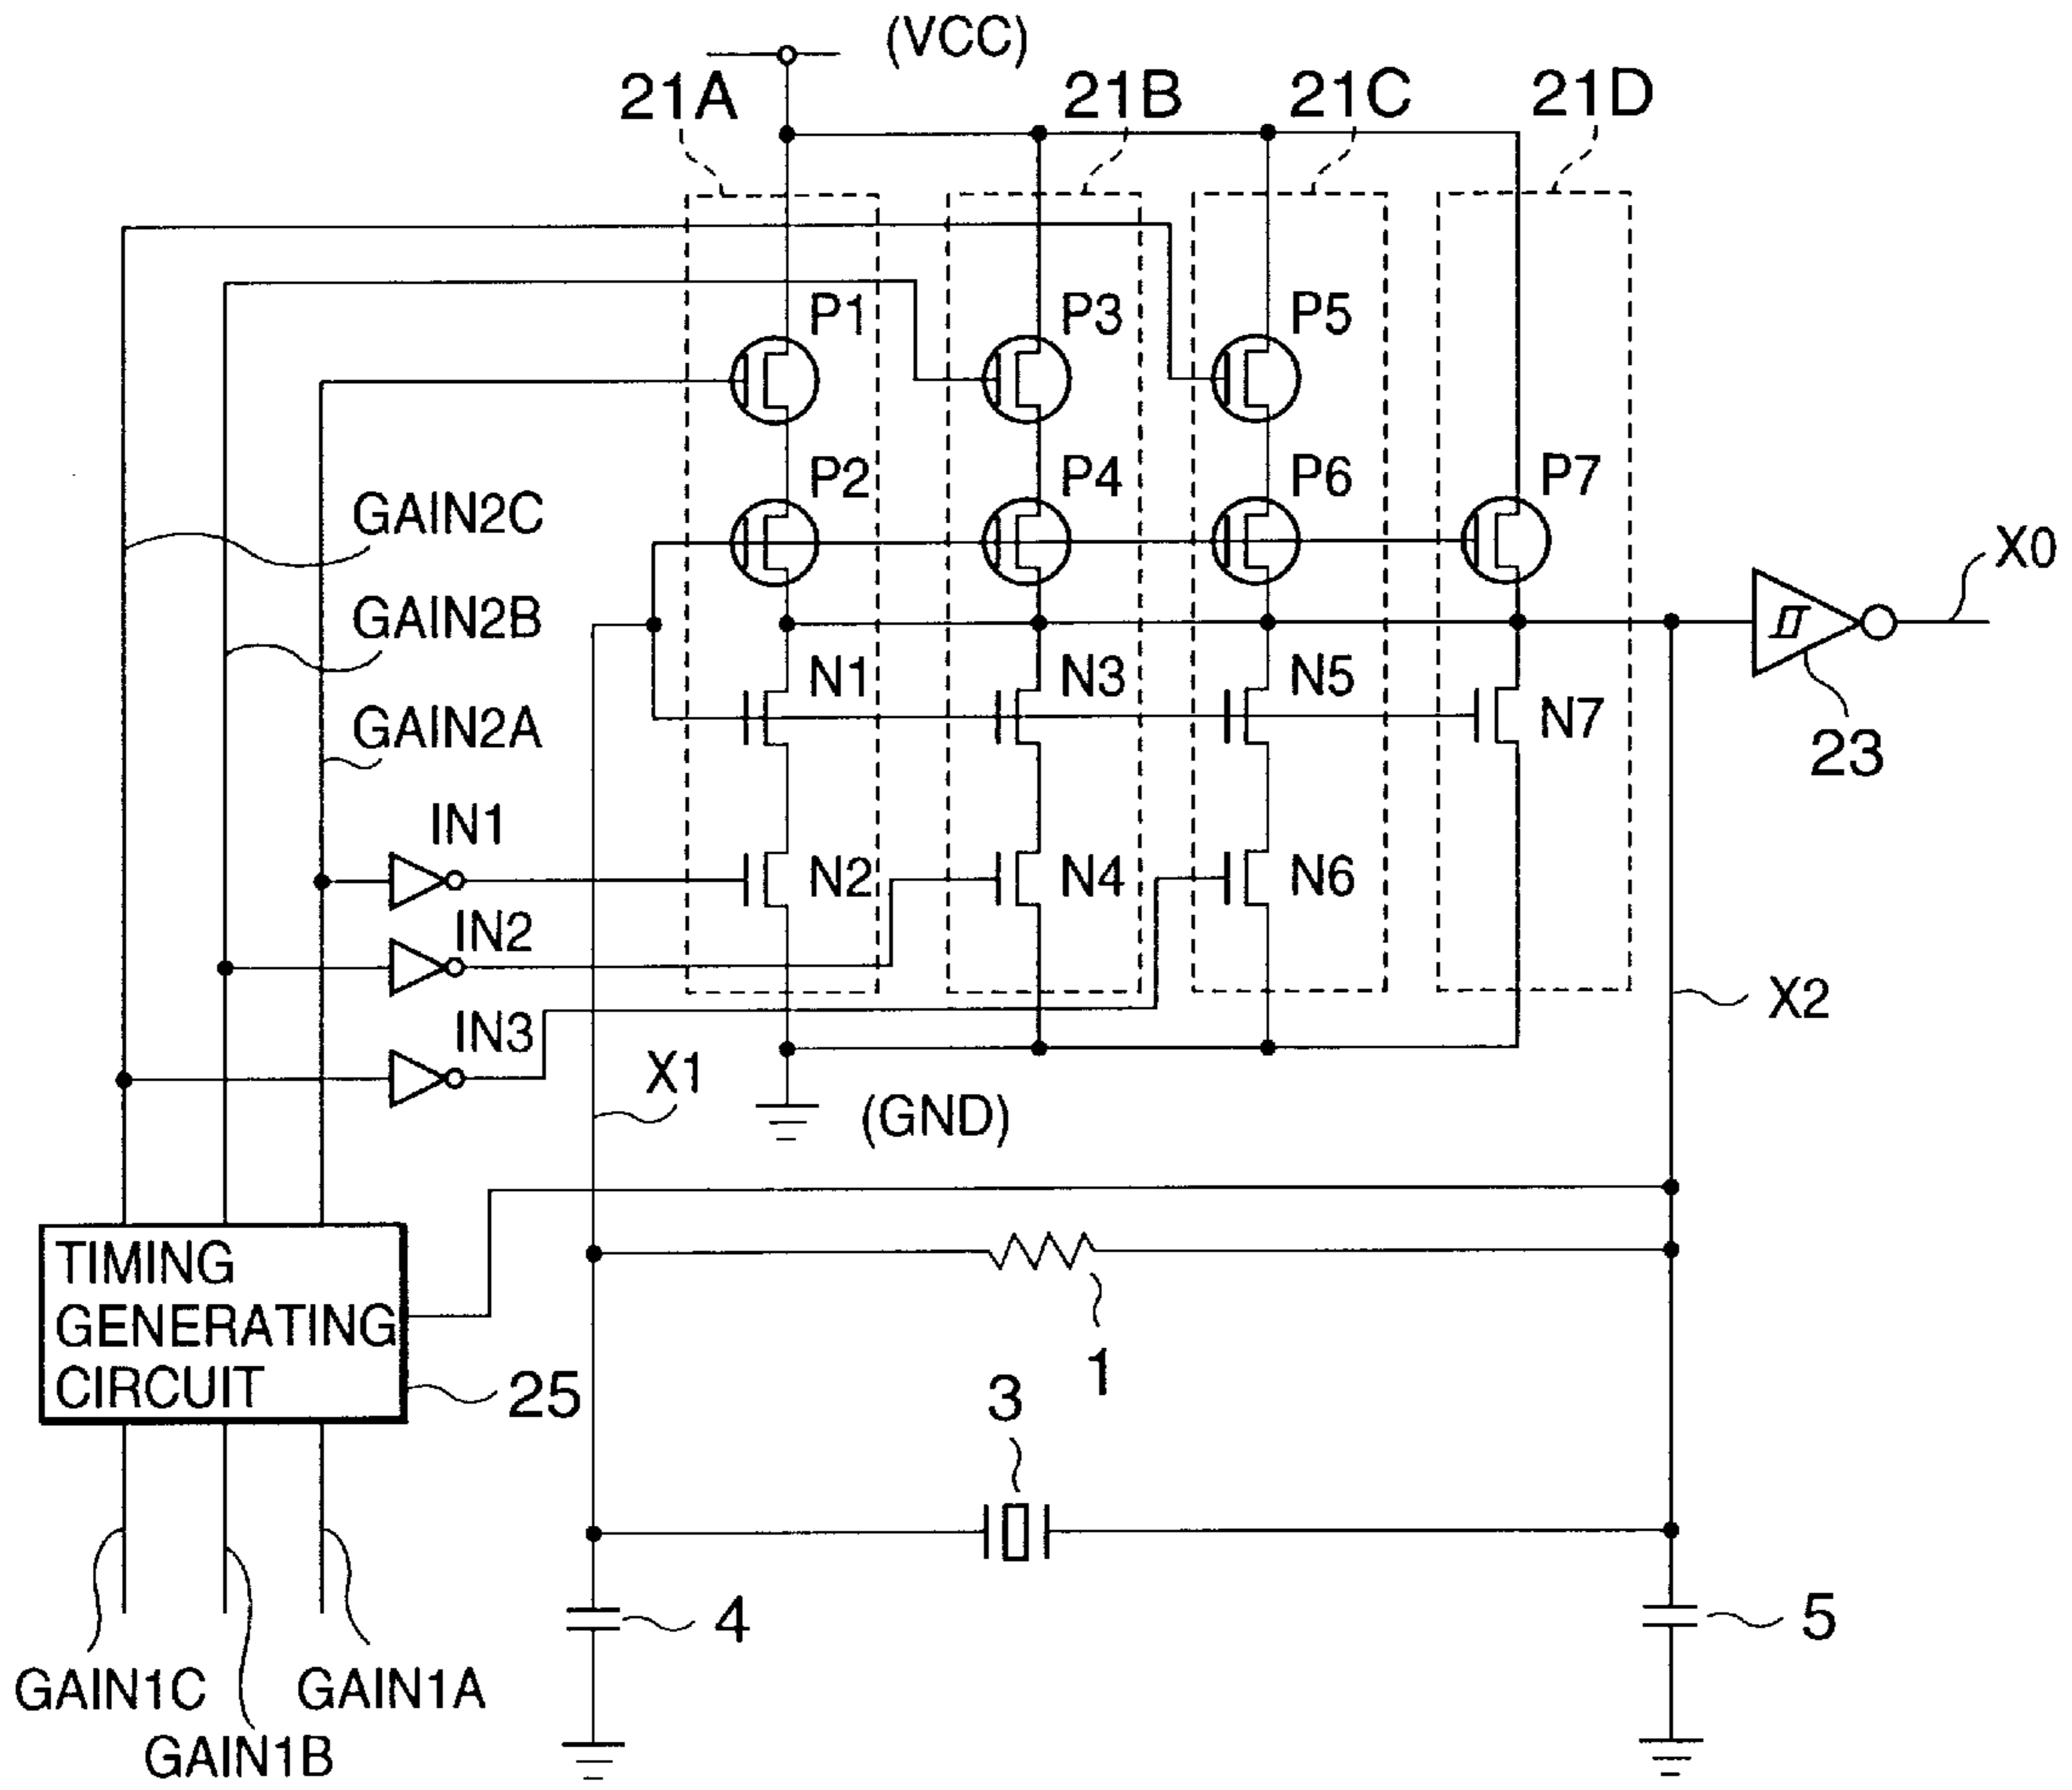 (VCC)
21A
21B
21C
21D
P1
P3
P5
P2
P4
P6
P7
GAIN2C
X0
GAIN2B
N1
N3
N5
N7
GAIN2A
23
IN1
N2
N4
N6
IN2
X2
IN3
X1
(GND)
TIMING
GENERATING
CIRCUIT
25
1
3
4
5
GAIN1C
GAIN1A
GAIN1B